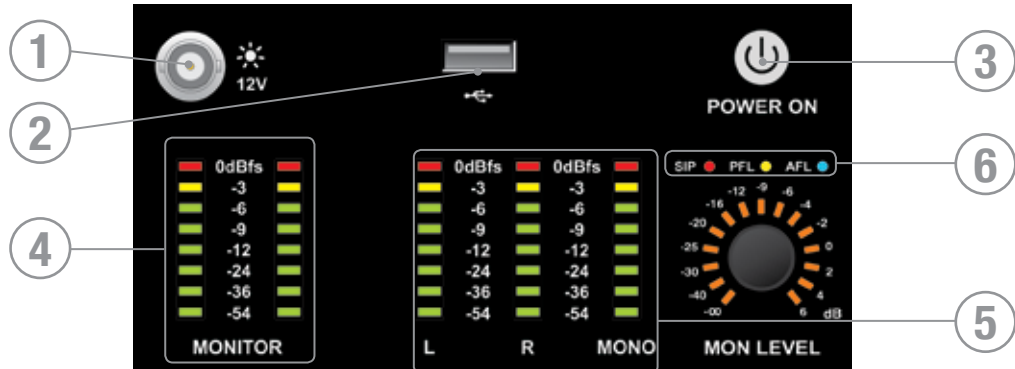 1
12V
2
3
POWER ON
4
0dBfs
-3
-6
-9
-12
-24
-36
-54
MONITOR
0dBfs 0dBfs
-3 -3
-6 -6
-9 -9
-12 -12
-24 -24
-36 -36
-54 -54
L R MONO
5
SIP PFL AFL
6
-12 -9 -6
-16 -4
-20 -2
-25 0
-30 2
-40 4
-00 6 dB
MON LEVEL